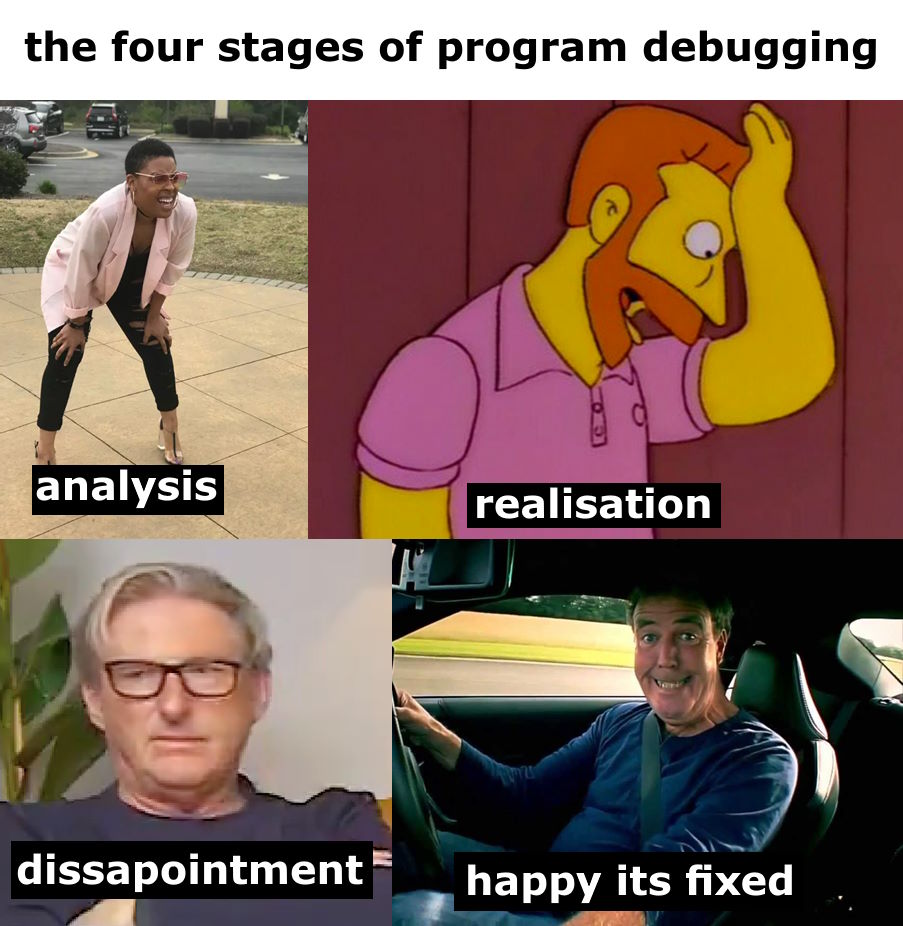 the four stages of program debugging
analysis
realisation
dissapointment
happy its fixed